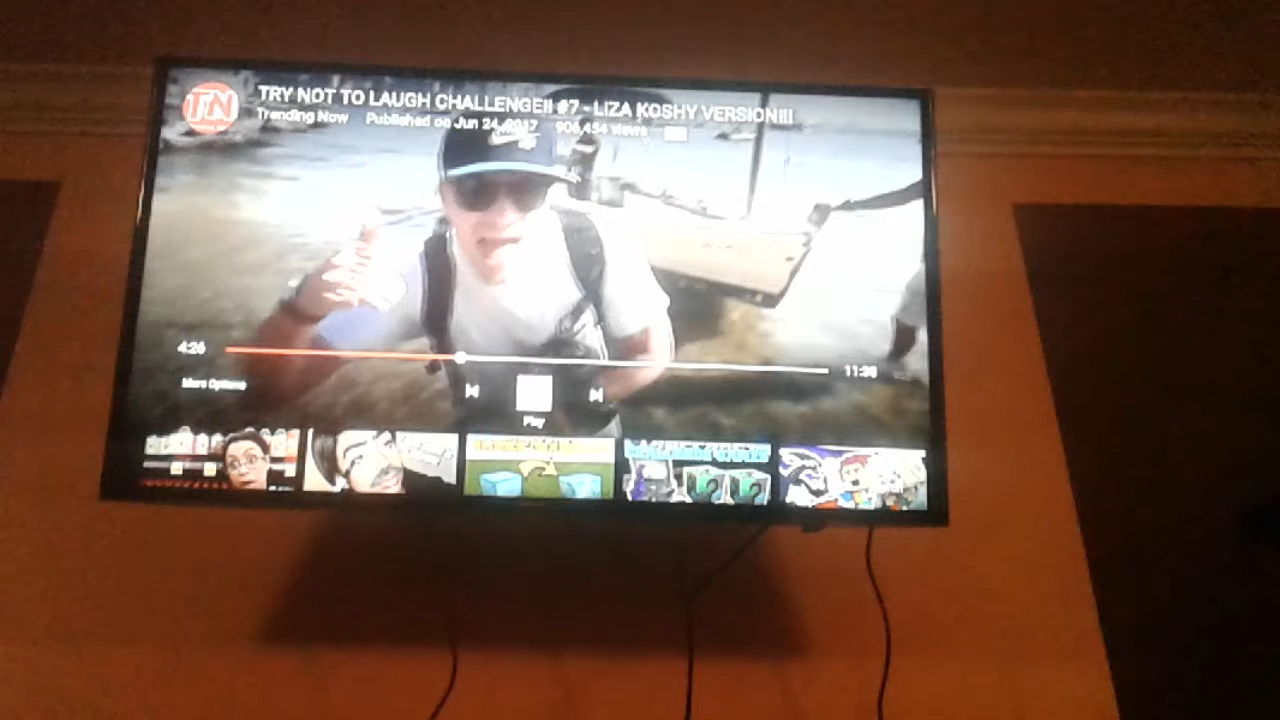 TN
TRY NOT TO LAUGH CHALLENGE!! #7 - LIZA KOSHY VERSION!!!
Trending Now Published on Jun 24, 2017 906,454 views
4:26
11:38
More Options
Play